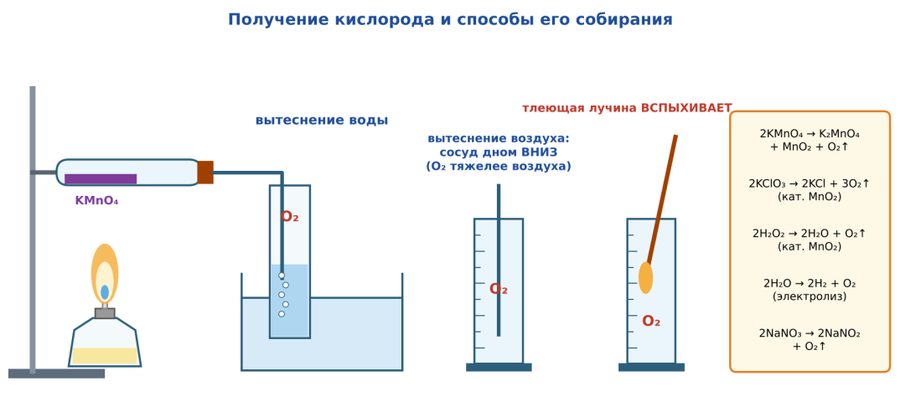 Получение кислорода и способы его собирания
вытеснение воды
KMnO₄
O₂
вытеснение воздуха:
сосуд дном ВНИЗ
(O₂ тяжелее воздуха)
O₂
тлеющая лучина ВСПЫХИВАЕТ
O₂
2KMnO₄ → K₂MnO₄
+ MnO₂ + O₂↑
2KClO₃ → 2KCl + 3O₂↑
(кат. MnO₂)
2H₂O₂ → 2H₂O + O₂↑
(кат. MnO₂)
2H₂O → 2H₂ + O₂
(электролиз)
2NaNO₃ → 2NaNO₂
+ O₂↑